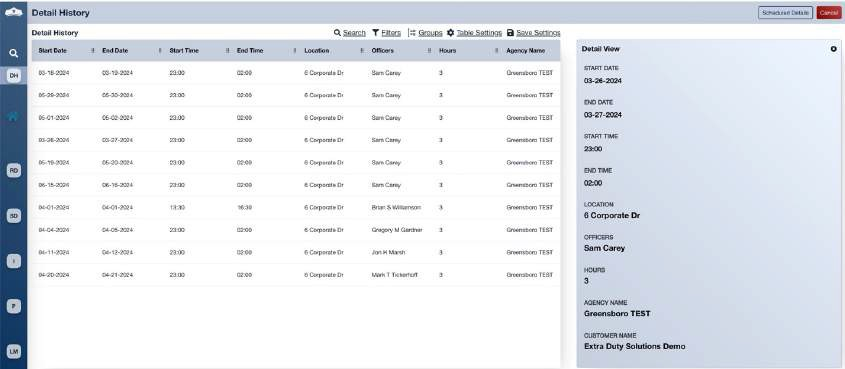 Detail History
Scheduled Details Cancel
Detail History
Search Filters Groups Table Settings Save Settings
Start Date End Date Start Time End Time Location Officers Hours Agency Name
03-18-2024 03-19-2024 23:00 02:00 6 Corporate Dr Sam Carey 3 Greensboro TEST
05-29-2024 05-30-2024 23:00 02:00 6 Corporate Dr Sam Carey 3 Greensboro TEST
05-01-2024 05-02-2024 23:00 02:00 6 Corporate Dr Sam Carey 3 Greensboro TEST
03-26-2024 03-27-2024 23:00 02:00 6 Corporate Dr Sam Carey 3 Greensboro TEST
05-19-2024 05-20-2024 23:00 02:00 6 Corporate Dr Sam Carey 3 Greensboro TEST
06-15-2024 06-16-2024 23:00 02:00 6 Corporate Dr Sam Carey 3 Greensboro TEST
04-01-2024 04-01-2024 13:30 16:30 6 Corporate Dr Brian S Williamson 3 Greensboro TEST
04-04-2024 04-05-2024 23:00 02:00 6 Corporate Dr Gregory M Gardner 3 Greensboro TEST
04-11-2024 04-12-2024 23:00 02:00 6 Corporate Dr Jon K Marsh 3 Greensboro TEST
04-20-2024 04-21-2024 23:00 02:00 6 Corporate Dr Mark T Tickerhoff 3 Greensboro TEST
Detail View
START DATE
03-26-2024
END DATE
03-27-2024
START TIME
23:00
END TIME
02:00
LOCATION
6 Corporate Dr
OFFICERS
Sam Carey
HOURS
3
AGENCY NAME
Greensboro TEST
CUSTOMER NAME
Extra Duty Solutions Demo
DH
RD
SD
I
P
LM